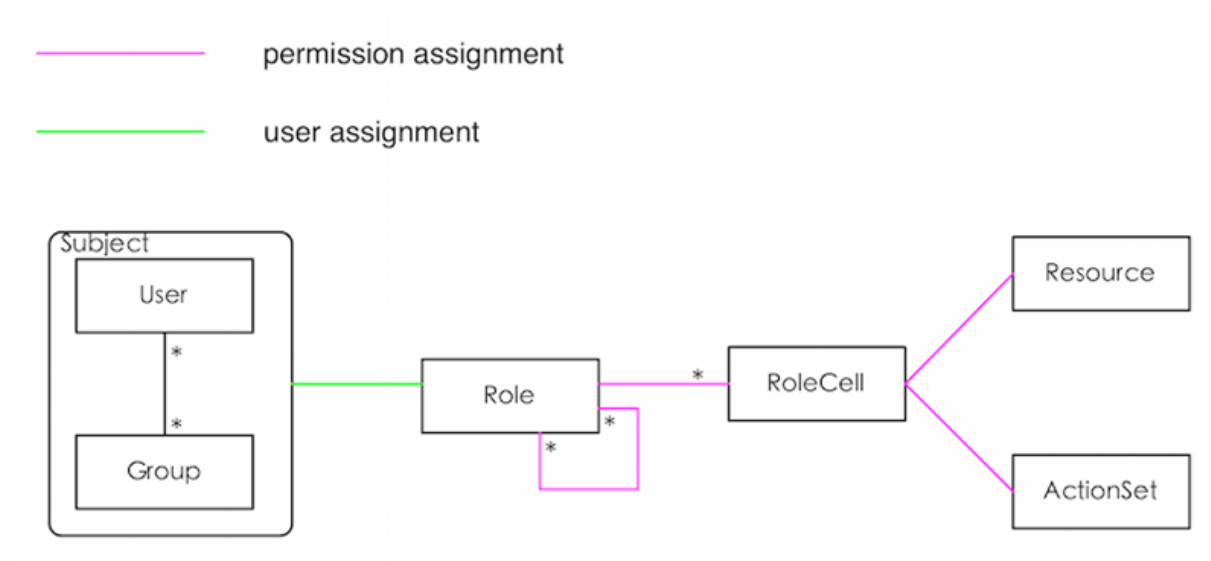 permission assignment
user assignment
Subject
User
*
*
Group
Role
*
*
*
RoleCell
Resource
ActionSet